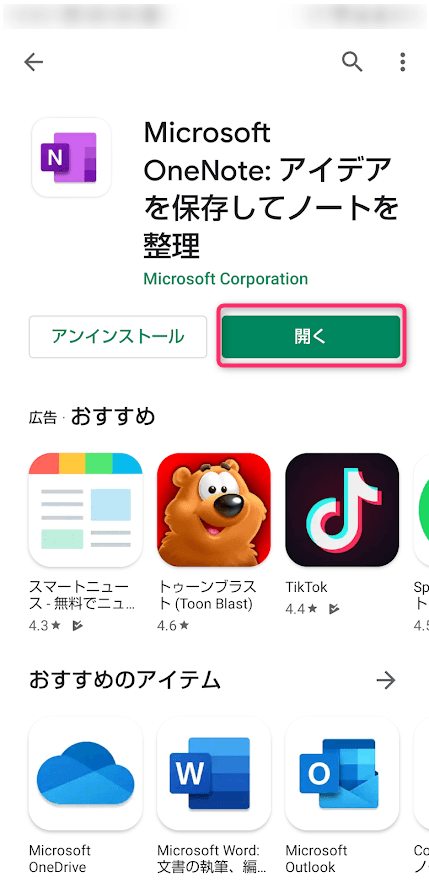 N
Microsoft
OneNote: アイデア
を保存してノートを
整理
Microsoft Corporation
アンインストール
開く
広告 · おすすめ
スマートニュー
ス - 無料でニュ...
4.3★
トゥーンブラス
ト (Toon Blast)
4.6★
TikTok
4.4★
Sp
ト
4.5
おすすめのアイテム
W
O
Microsoft
OneDrive
Microsoft Word:
文書の執筆、編...
Microsoft
Outlook
Co
ノ